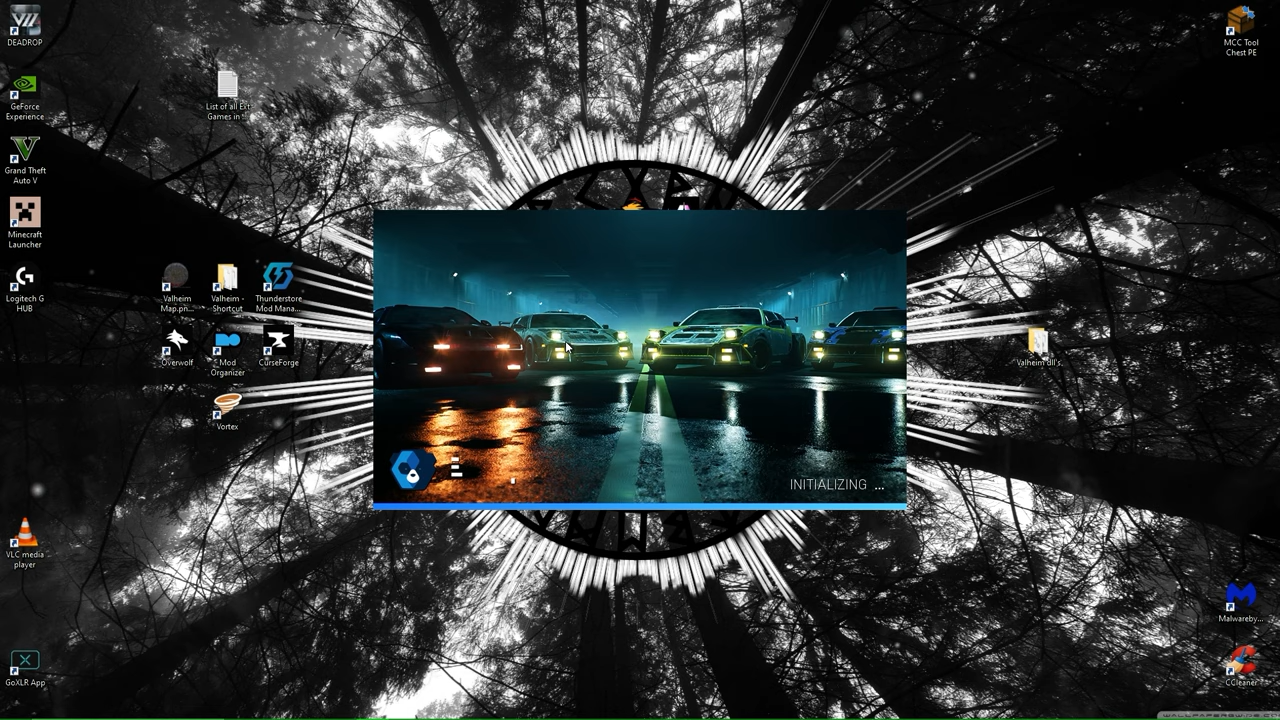 DEADROP
GeForce
Experience
Grand Theft
Auto V
Minecraft
Launcher
Logitech G
HUB
VLC media
player
GoXLR App
List of all Ext
Games in ...
Valheim
Map.pn...
Valheim -
Shortcut
Thunderstore
Mod Mana...
Overwolf
Mod
Organizer
CurseForge
Vortex
INITIALIZING ...
Valheim dll's
MCC Tool
Chest PE
Malwareby...
CCleaner